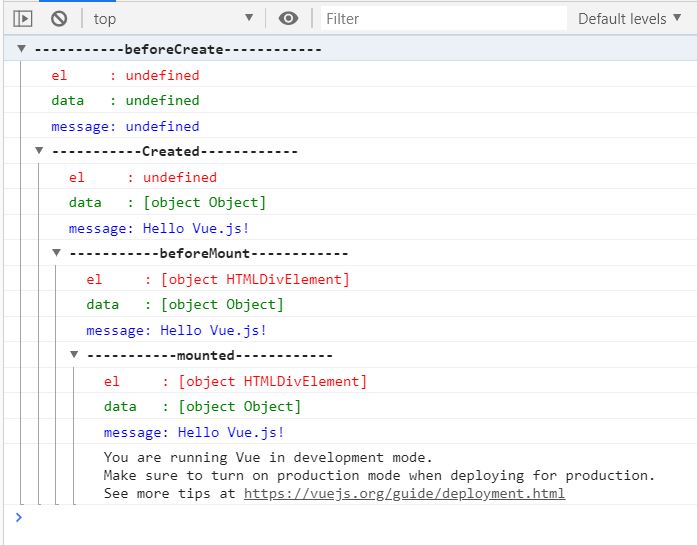 top
Filter
Default levels
-----------beforeCreate------------
el     : undefined
data   : undefined
message: undefined
-----------Created------------
el     : undefined
data   : [object Object]
message: Hello Vue.js!
-----------beforeMount------------
el     : [object HTMLDivElement]
data   : [object Object]
message: Hello Vue.js!
-----------mounted------------
el     : [object HTMLDivElement]
data   : [object Object]
message: Hello Vue.js!
You are running Vue in development mode.
Make sure to turn on production mode when deploying for production.
See more tips at https://vuejs.org/guide/deployment.html